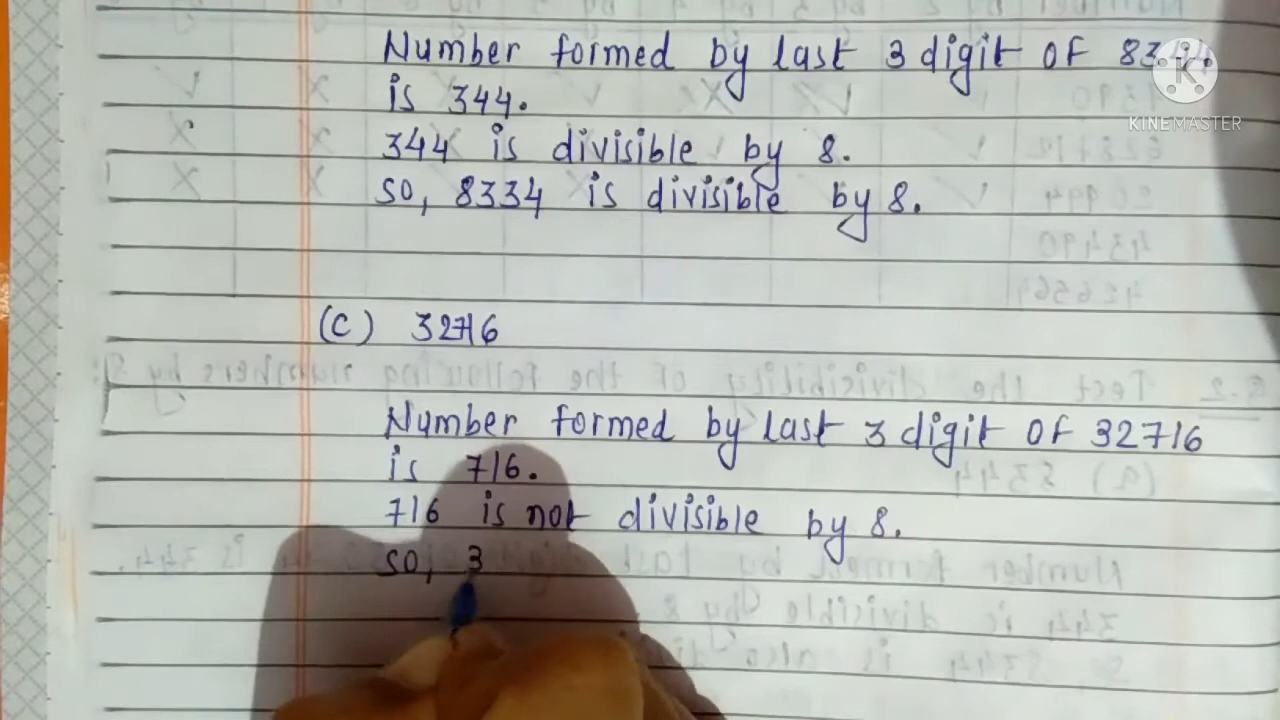 Number formed by last 3 digit of
is 344.
344 is divisible by 8.
so, 8334 is divisible by 8.
KINEMASTER
(C) 32716
Number formed by last 3 digit of 32716
is 716.
716 is not divisible by 8.
so, 3